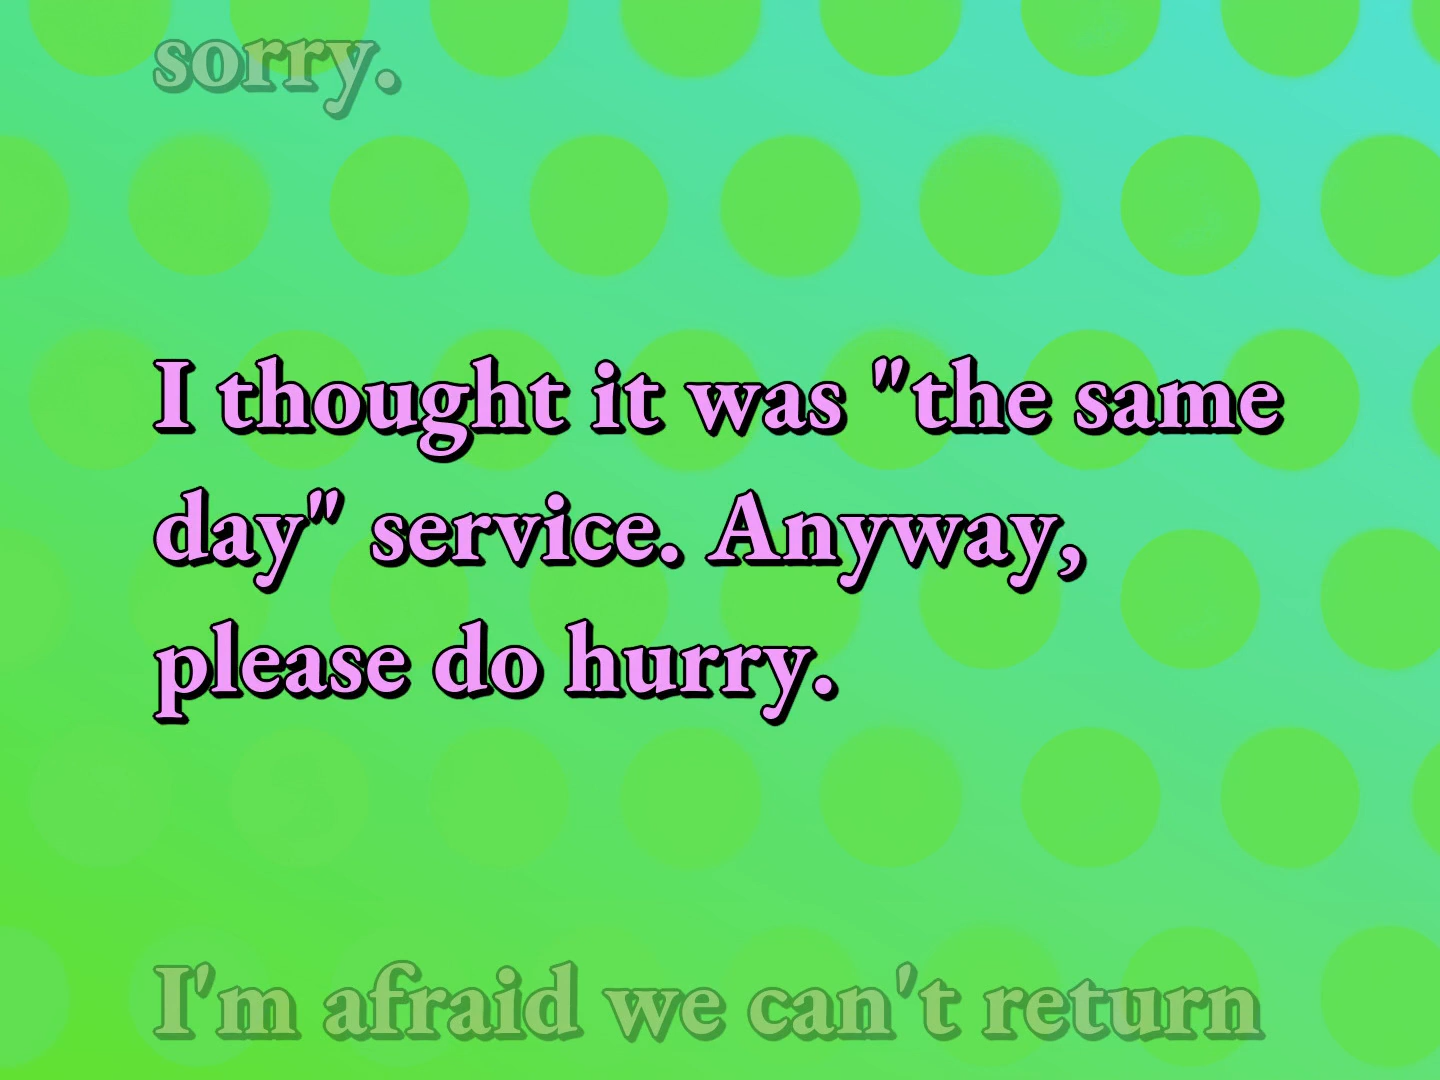 sorry.
I thought it was "the same
day" service. Anyway,
please do hurry.
I'm afraid we can't return